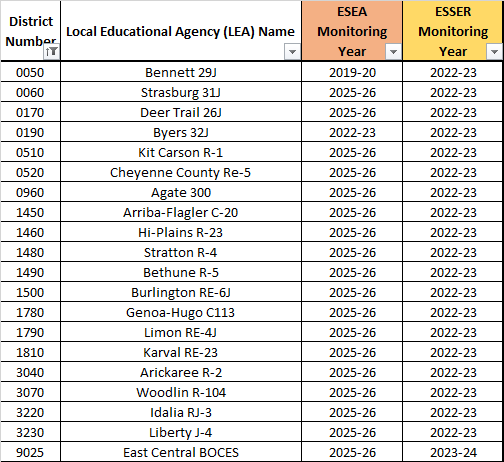 District Number Local Educational Agency (LEA) Name ESEA Monitoring Year ESSER Monitoring Year
0050 Bennett 29J 2019-20 2022-23
0060 Strasburg 31J 2025-26 2022-23
0170 Deer Trail 26J 2025-26 2022-23
0190 Byers 32J 2022-23 2022-23
0510 Kit Carson R-1 2025-26 2022-23
0520 Cheyenne County Re-5 2025-26 2022-23
0960 Agate 300 2025-26 2022-23
1450 Arriba-Flagler C-20 2025-26 2022-23
1460 Hi-Plains R-23 2025-26 2022-23
1480 Stratton R-4 2025-26 2022-23
1490 Bethune R-5 2025-26 2022-23
1500 Burlington RE-6J 2025-26 2022-23
1780 Genoa-Hugo C113 2025-26 2022-23
1790 Limon RE-4J 2025-26 2022-23
1810 Karval RE-23 2025-26 2022-23
3040 Arickaree R-2 2025-26 2022-23
3070 Woodlin R-104 2025-26 2022-23
3220 Idalia RJ-3 2025-26 2022-23
3230 Liberty J-4 2025-26 2022-23
9025 East Central BOCES 2025-26 2023-24